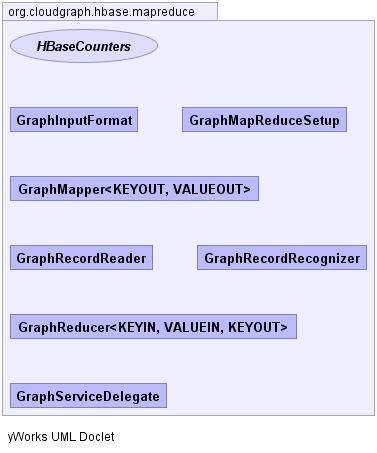 org.cloudgraph.hbase.mapreduce
HBaseCounters
GraphInputFormat GraphMapReduceSetup
GraphMapper<KEYOUT, VALUEOUT>
GraphRecordReader GraphRecordRecognizer
GraphReducer<KEYIN, VALUEIN, KEYOUT>
GraphServiceDelegate
yWorks UML Doclet